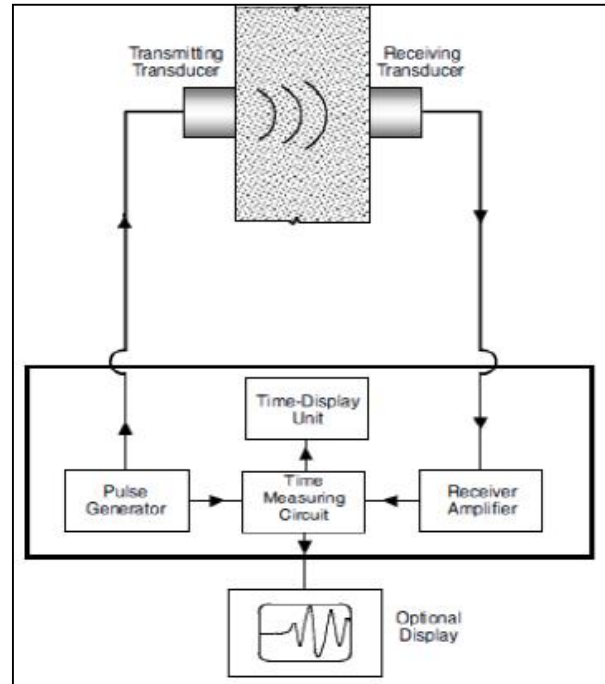 Transmitting
Transducer
Receiving
Transducer
Time-Display
Unit
Pulse
Generator
Time
Measuring
Circuit
Receiver
Amplifier
Optional
Display